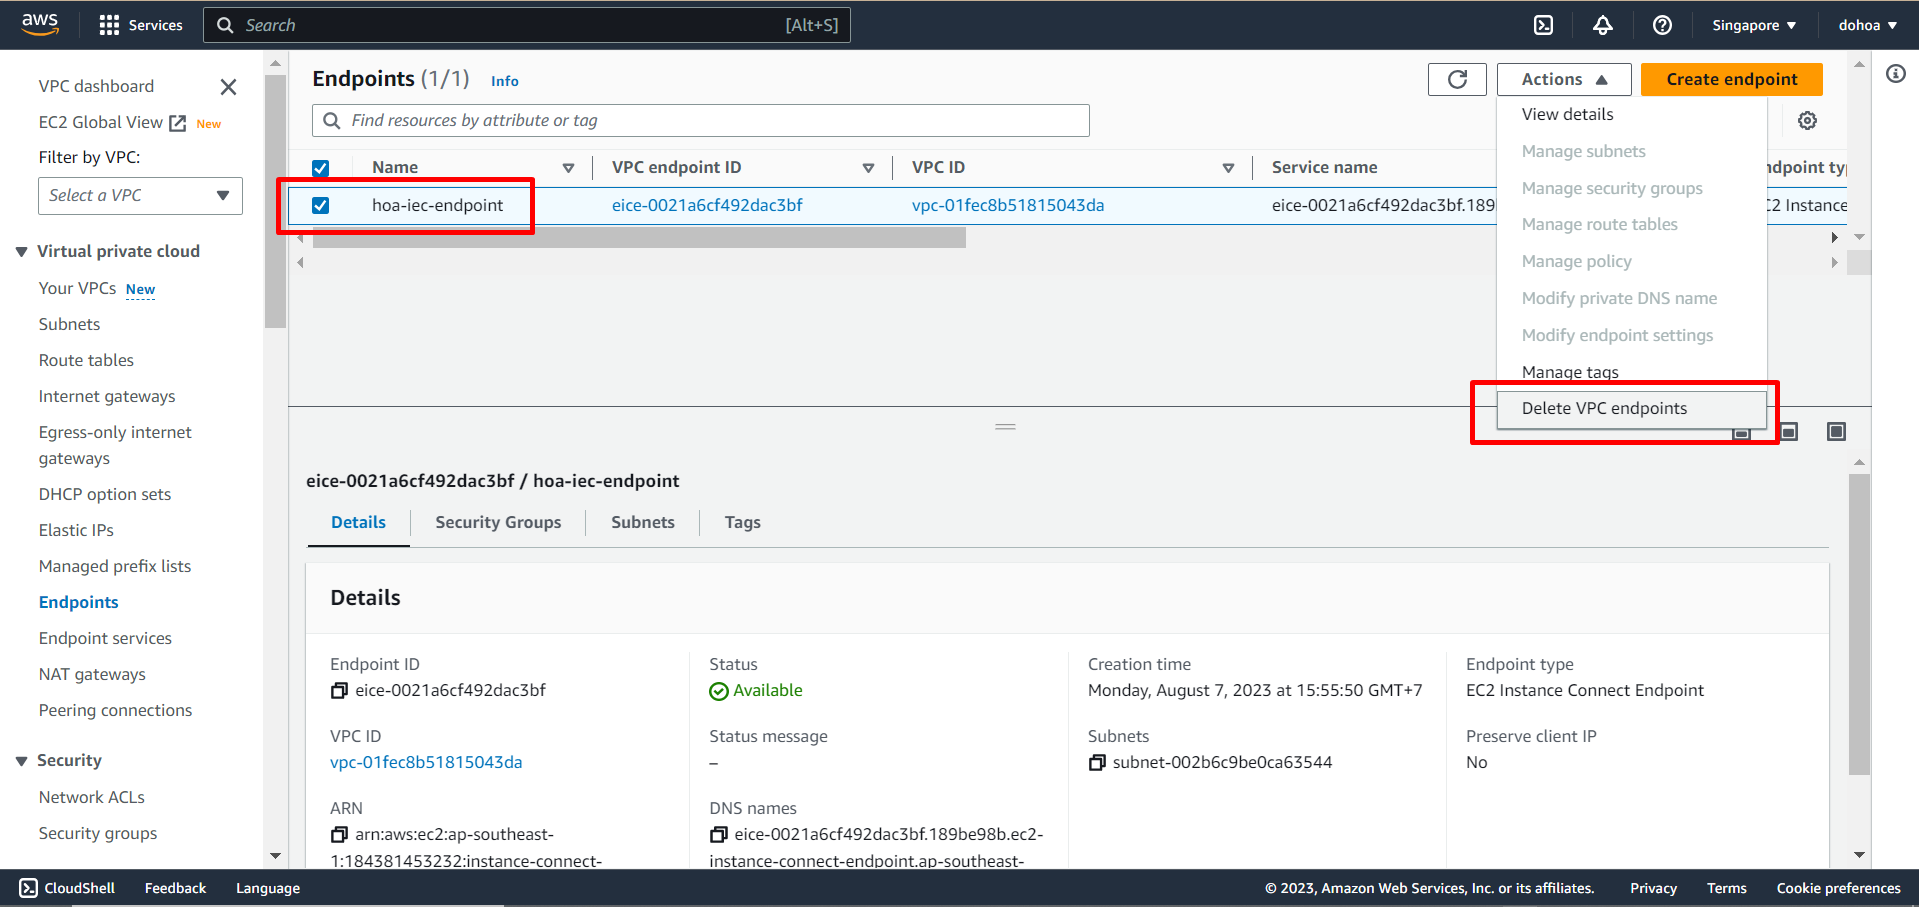 aws
Services
Search
[Alt+S]
Singapore
dohoa
VPC dashboard
EC2 Global View New
Filter by VPC:
Select a VPC
Virtual private cloud
Your VPCs New
Subnets
Route tables
Internet gateways
Egress-only internet
gateways
DHCP option sets
Elastic IPs
Managed prefix lists
Endpoints
Endpoint services
NAT gateways
Peering connections
Security
Network ACLs
Security groups
Endpoints (1/1) Info
Actions
Create endpoint
Find resources by attribute or tag
Name
VPC endpoint ID
VPC ID
Service name
hoa-iec-endpoint
eice-0021a6cf492dac3bf
vpc-01fec8b51815043da
eice-0021a6cf492dac3bf.189
View details
Manage subnets
Manage security groups
Manage route tables
Manage policy
Modify private DNS name
Modify endpoint settings
Manage tags
Delete VPC endpoints
eice-0021a6cf492dac3bf / hoa-iec-endpoint
Details
Security Groups
Subnets
Tags
Details
Endpoint ID
eice-0021a6cf492dac3bf
Status
Available
Creation time
Monday, August 7, 2023 at 15:55:50 GMT+7
Endpoint type
EC2 Instance Connect Endpoint
VPC ID
vpc-01fec8b51815043da
Status message
–
Subnets
subnet-002b6c9be0ca63544
Preserve client IP
No
ARN
arn:aws:ec2:ap-southeast-
1:184381453232:instance-connect-
DNS names
eice-0021a6cf492dac3bf.189be98b.ec2-
instance-connect-endpoint.ap-southeast-
CloudShell
Feedback
Language
© 2023, Amazon Web Services, Inc. or its affiliates.
Privacy
Terms
Cookie preferences